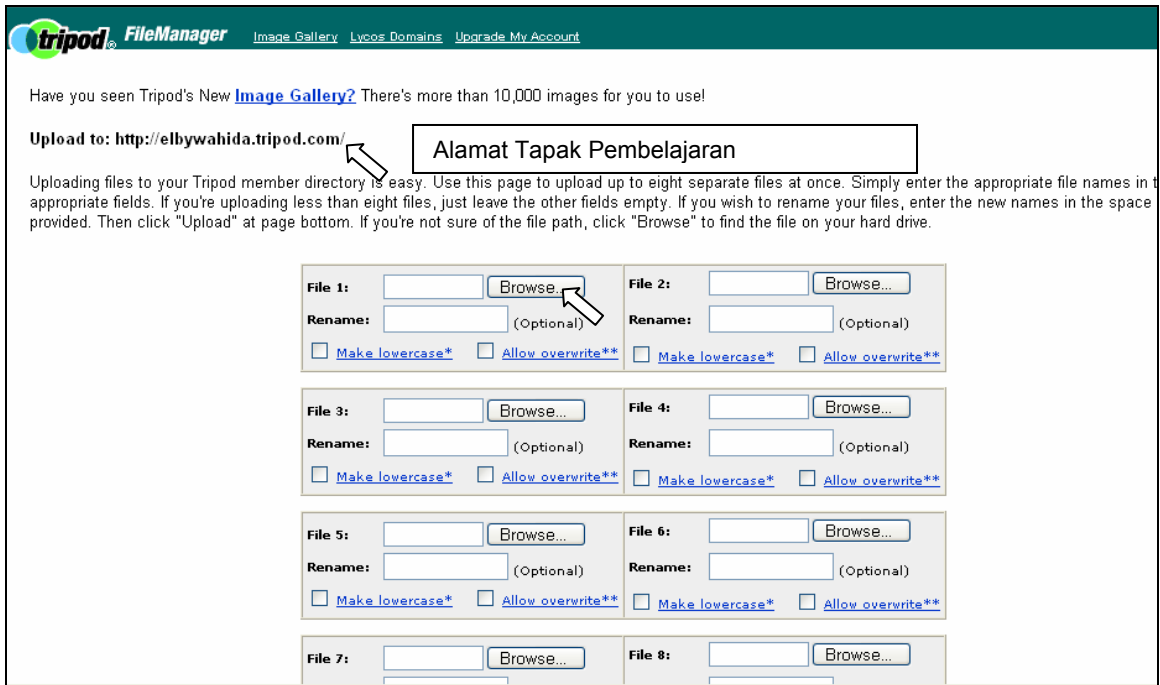 tripod® FileManager Image Gallery Lycos Domains Upgrade My Account
Have you seen Tripod's New Image Gallery? There's more than 10,000 images for you to use!
Upload to: http://elbywahida.tripod.com/
Alamat Tapak Pembelajaran
Uploading files to your Tripod member directory is easy. Use this page to upload up to eight separate files at once. Simply enter the appropriate file names in
appropriate fields. If you're uploading less than eight files, just leave the other fields empty. If you wish to rename your files, enter the new names in the space
provided. Then click "Upload" at page bottom. If you're not sure of the file path, click "Browse" to find the file on your hard drive.
File 1: Browse... File 2: Browse...
Rename: (Optional) Rename: (Optional)
Make lowercase* Allow overwrite** Make lowercase* Allow overwrite**
File 3: Browse... File 4: Browse...
Rename: (Optional) Rename: (Optional)
Make lowercase* Allow overwrite** Make lowercase* Allow overwrite**
File 5: Browse... File 6: Browse...
Rename: (Optional) Rename: (Optional)
Make lowercase* Allow overwrite** Make lowercase* Allow overwrite**
File 7: Browse... File 8: Browse...